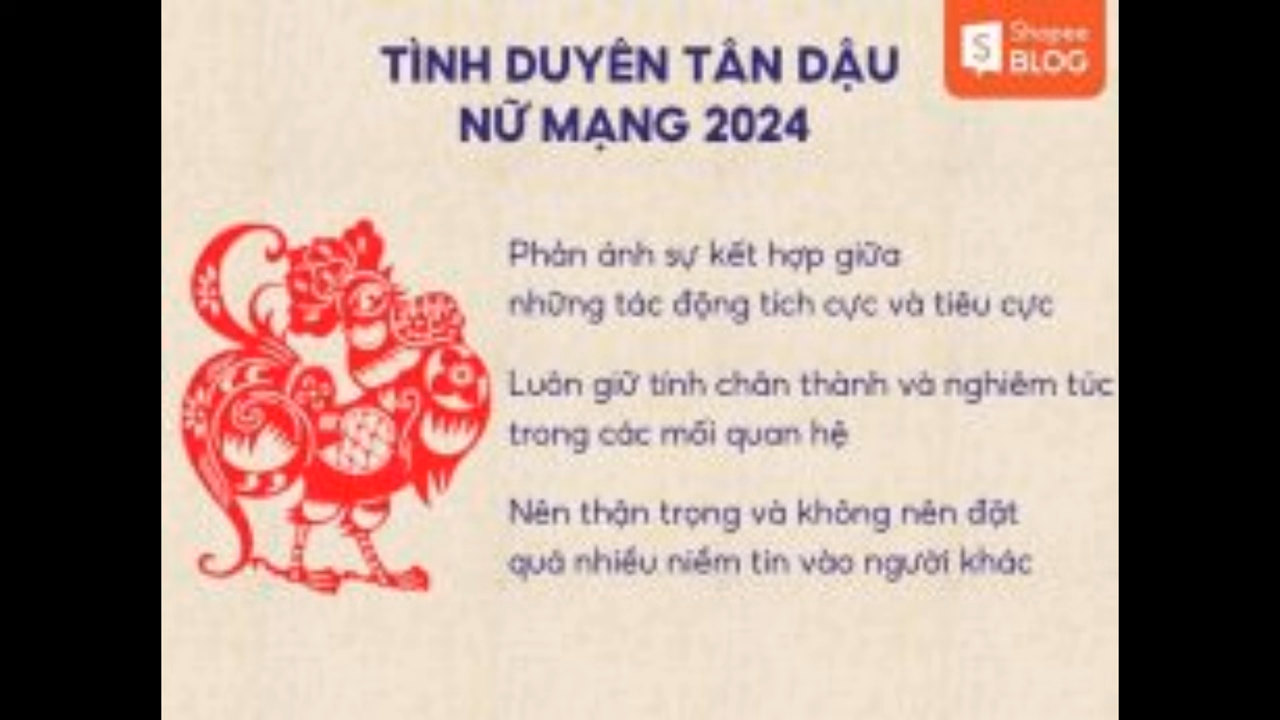 TÌNH DUYÊN TÂN DẬU
NỮ MẠNG 2024
Shopee
BLOG
Phản ánh sự kết hợp giữa
những tác động tích cực và tiêu cực
Luôn giữ tính chân thành và nghiêm túc
trong các mối quan hệ
Nên thận trọng và không nên đặt
quá nhiều niềm tin vào người khác